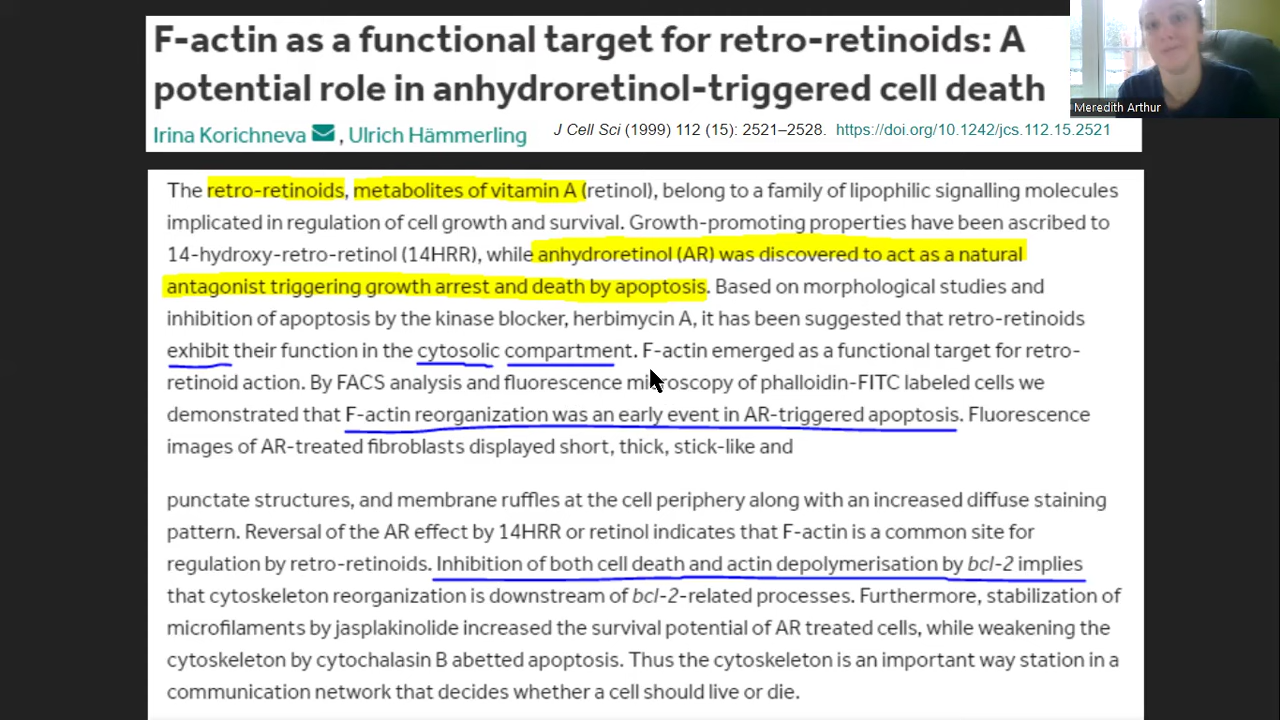 F-actin as a functional target for retro-retinoids: A
potential role in anhydroretinol-triggered cell death
Meredith Arthur
Irina Korichneva , Ulrich Hämmerling J Cell Sci (1999) 112 (15): 2521–2528. https://doi.org/10.1242/jcs.112.15.2521
The retro-retinoids, metabolites of vitamin A (retinol), belong to a family of lipophilic signalling molecules
implicated in regulation of cell growth and survival. Growth-promoting properties have been ascribed to
14-hydroxy-retro-retinol (14HRR), while anhydroretinol (AR) was discovered to act as a natural
antagonist triggering growth arrest and death by apoptosis. Based on morphological studies and
inhibition of apoptosis by the kinase blocker, herbimycin A, it has been suggested that retro-retinoids
exhibit their function in the cytosolic compartment. F-actin emerged as a functional target for retro-
retinoid action. By FACS analysis and fluorescence microscopy of phalloidin-FITC labeled cells we
demonstrated that F-actin reorganization was an early event in AR-triggered apoptosis. Fluorescence
images of AR-treated fibroblasts displayed short, thick, stick-like and
punctate structures, and membrane ruffles at the cell periphery along with an increased diffuse staining
pattern. Reversal of the AR effect by 14HRR or retinol indicates that F-actin is a common site for
regulation by retro-retinoids. Inhibition of both cell death and actin depolymerisation by bcl-2 implies
that cytoskeleton reorganization is downstream of bcl-2-related processes. Furthermore, stabilization of
microfilaments by jasplakinolide increased the survival potential of AR treated cells, while weakening the
cytoskeleton by cytochalasin B abetted apoptosis. Thus the cytoskeleton is an important way station in a
communication network that decides whether a cell should live or die.